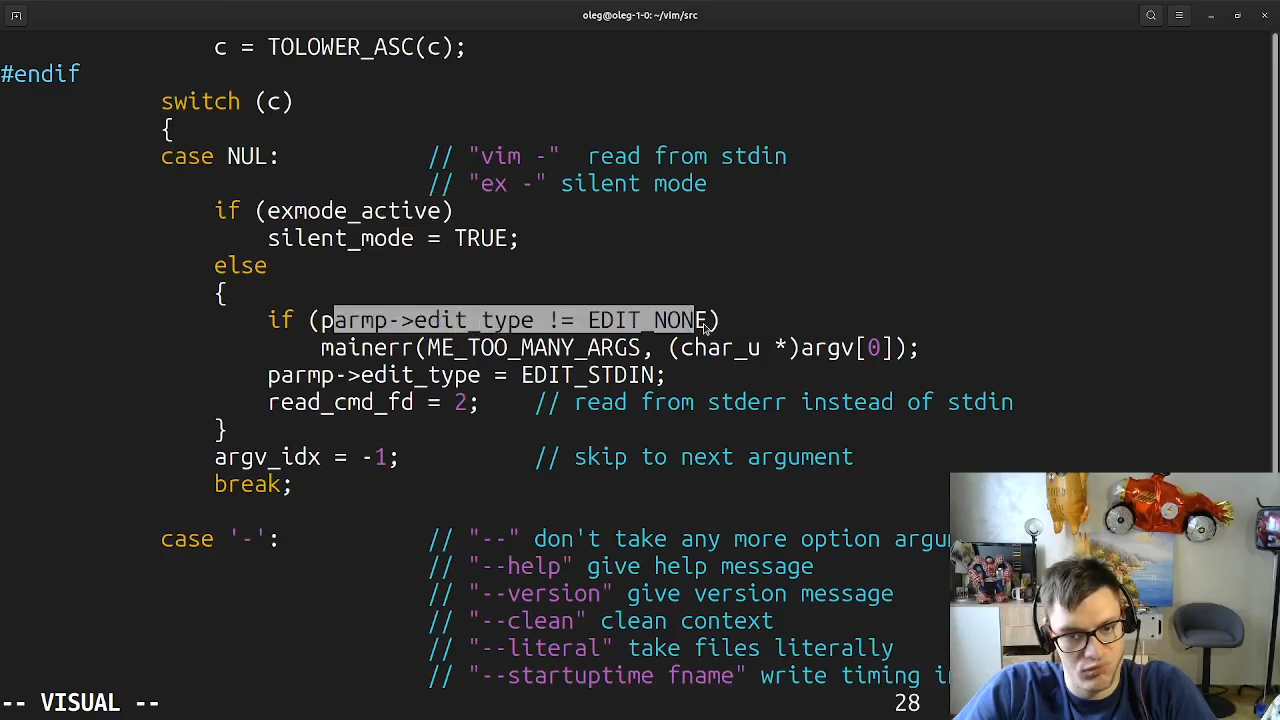 oleg@oleg-1-0: ~/vim/src
c = TOLOWER_ASC(c);
#endif
switch (c)
{
case NUL: // "vim -" read from stdin
// "ex -" silent mode
if (exmode_active)
silent_mode = TRUE;
else
{
if (parmp->edit_type != EDIT_NONE)
mainerr(ME_TOO_MANY_ARGS, (char_u *)argv[0]);
parmp->edit_type = EDIT_STDIN;
read_cmd_fd = 2; // read from stderr instead of stdin
}
argv_idx = -1; // skip to next argument
break;
case '-': // "--" don't take any more option argu
// "--help" give help message
// "--version" give version message
// "--clean" clean context
// "--literal" take files literally
// "--startuptime fname" write timing i
-- VISUAL -- 28